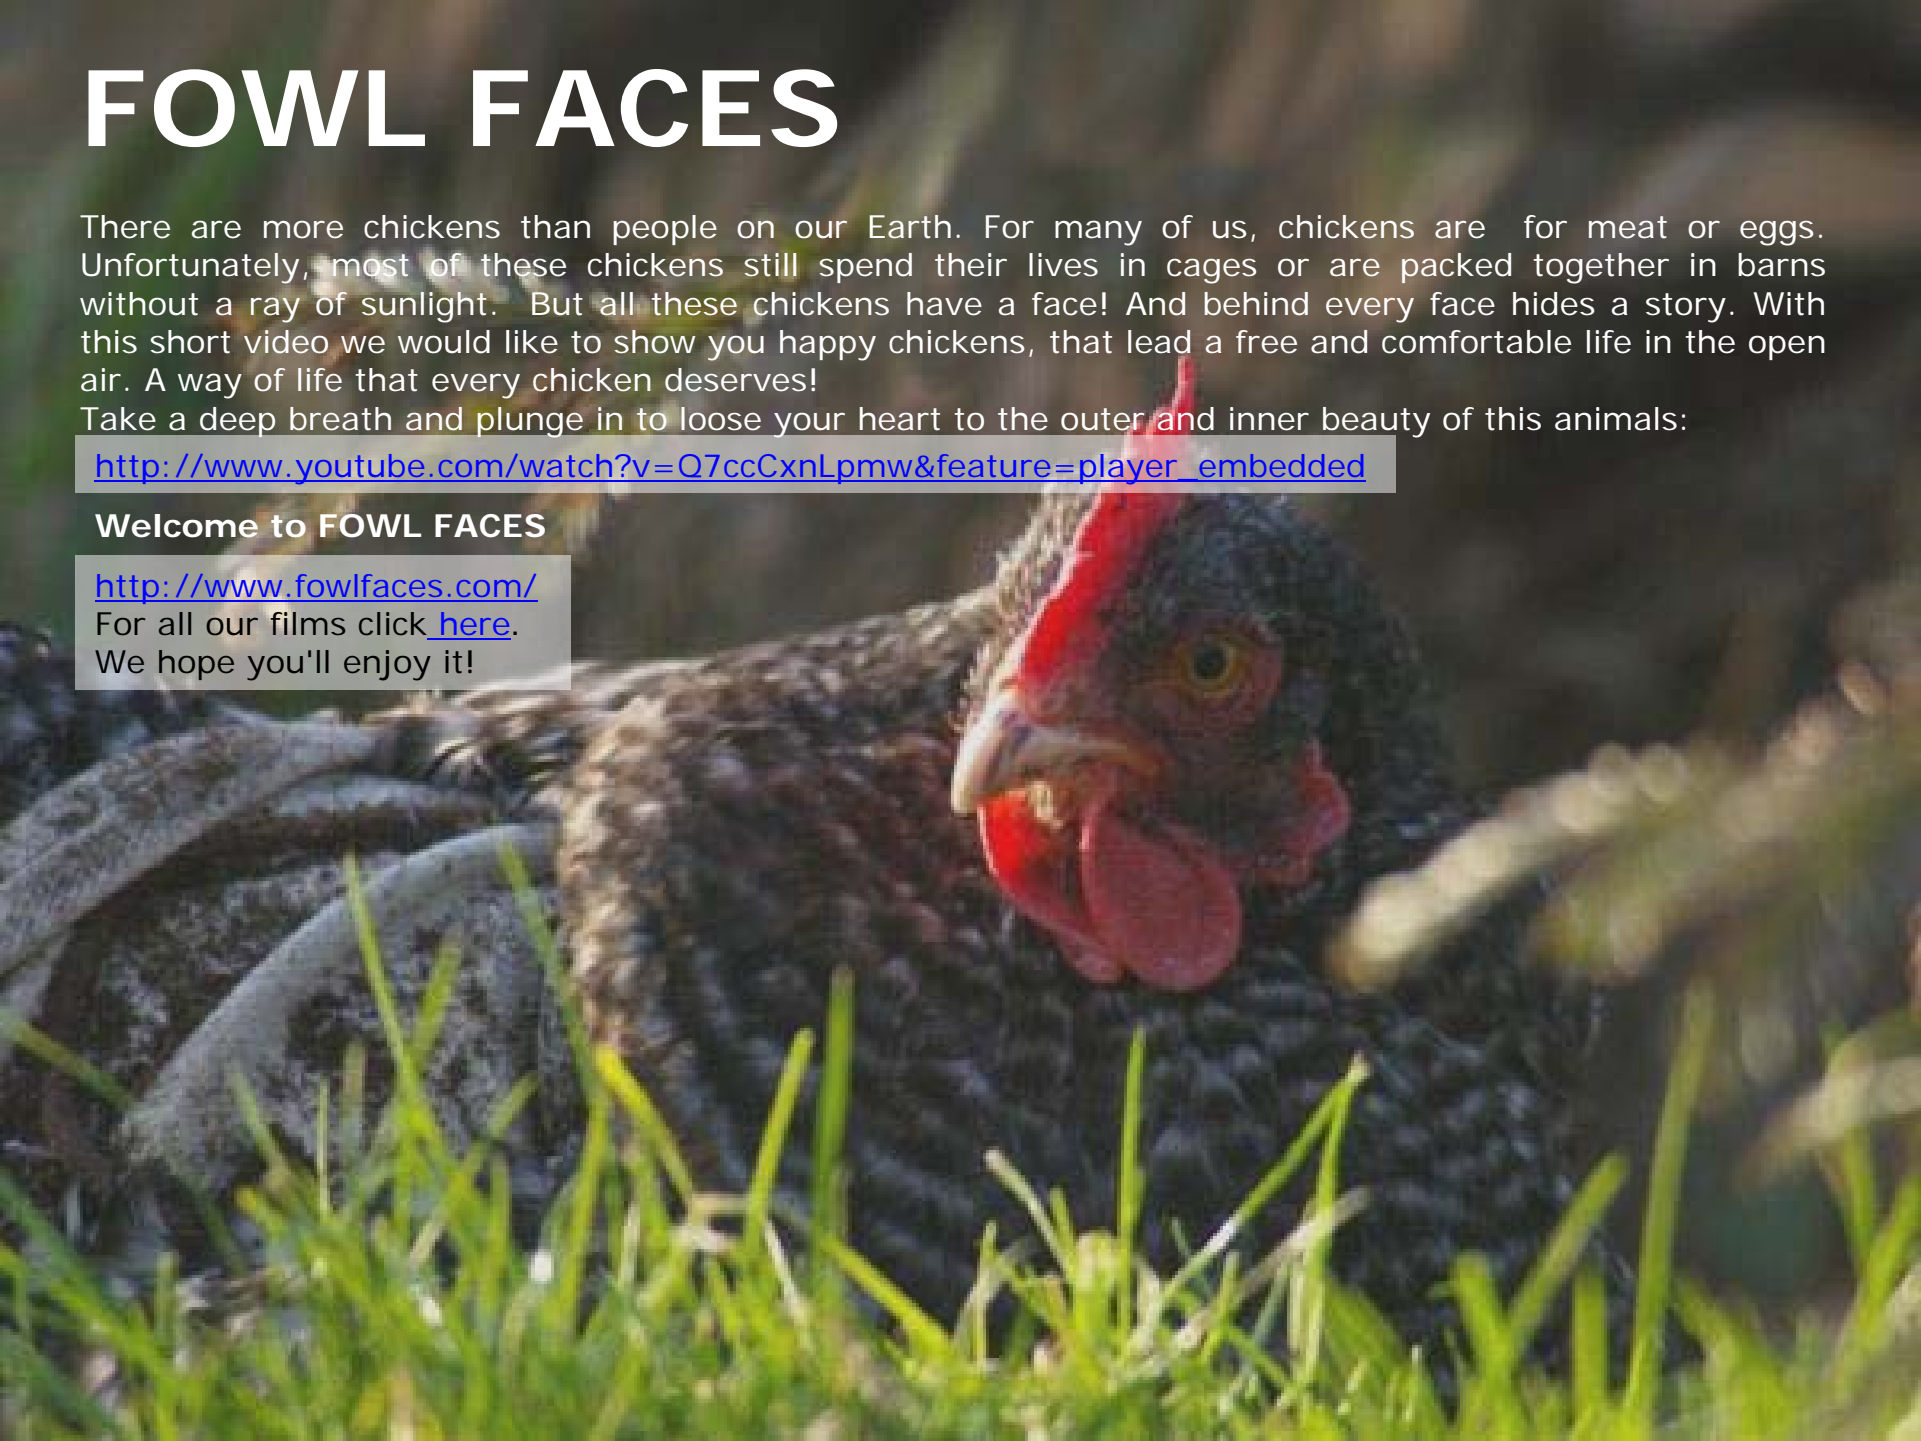 FOWL FACES
There are more chickens than people on our Earth. For many of us, chickens are for meat or eggs.
Unfortunately, most of these chickens still spend their lives in cages or are packed together in barns
without a ray of sunlight. But all these chickens have a face! And behind every face hides a story. With
this short video we would like to show you happy chickens, that lead a free and comfortable life in the open
air. A way of life that every chicken deserves!
Take a deep breath and plunge in to loose your heart to the outer and inner beauty of this animals:
http://www.youtube.com/watch?v=Q7ccCxnLpmw&feature=player_embedded
Welcome to FOWL FACES
http://www.fowlfaces.com/
For all our films click here.
We hope you'll enjoy it!